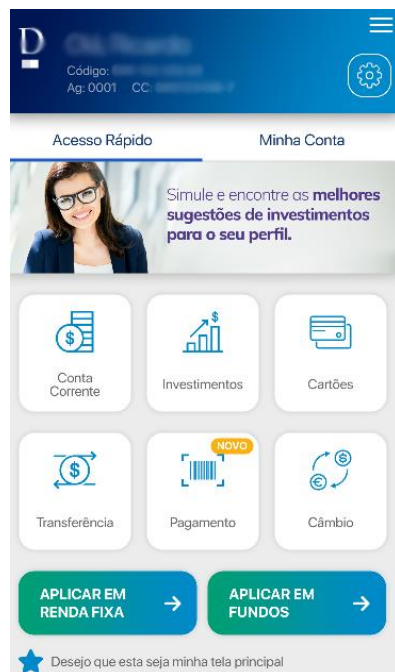 D
Código:
Ag: 0001 CC:
Acesso Rápido
Minha Conta
Simule e encontre as melhores
sugestões de investimentos
para o seu perfil.
Conta
Corrente
Investimentos
Cartões
NOVO
Transferência
Pagamento
Câmbio
APLICAR EM
RENDA FIXA
APLICAR EM
FUNDOS
Desejo que esta seja minha tela principal